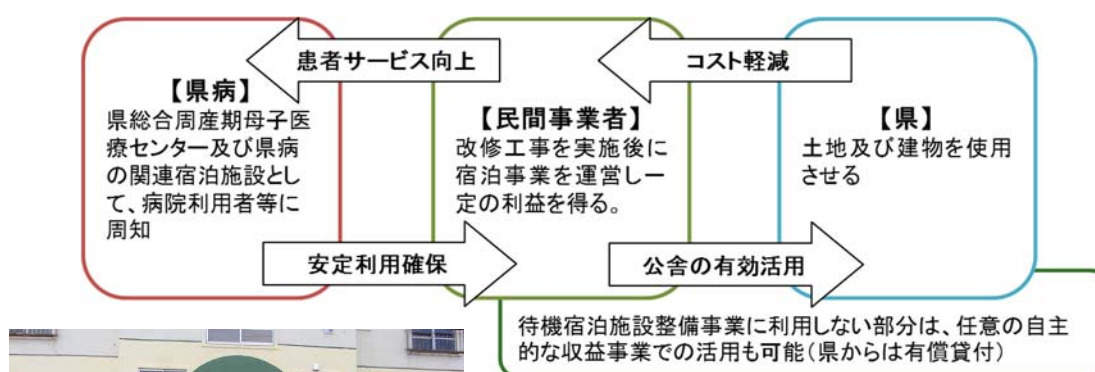 患者サービス向上
コスト軽減
【県病】
県総合周産期母子医
療センター及び県病
の関連宿泊施設とし
て、病院利用者等に
周知
【民間事業者】
改修工事を実施後に
宿泊事業を運営し一
定の利益を得る。
【県】
土地及び建物を使用
させる
安定利用確保
公舎の有効活用
待機宿泊施設整備事業に利用しない部分は、任意の自主
的な収益事業での活用も可能(県からは有償貸付)